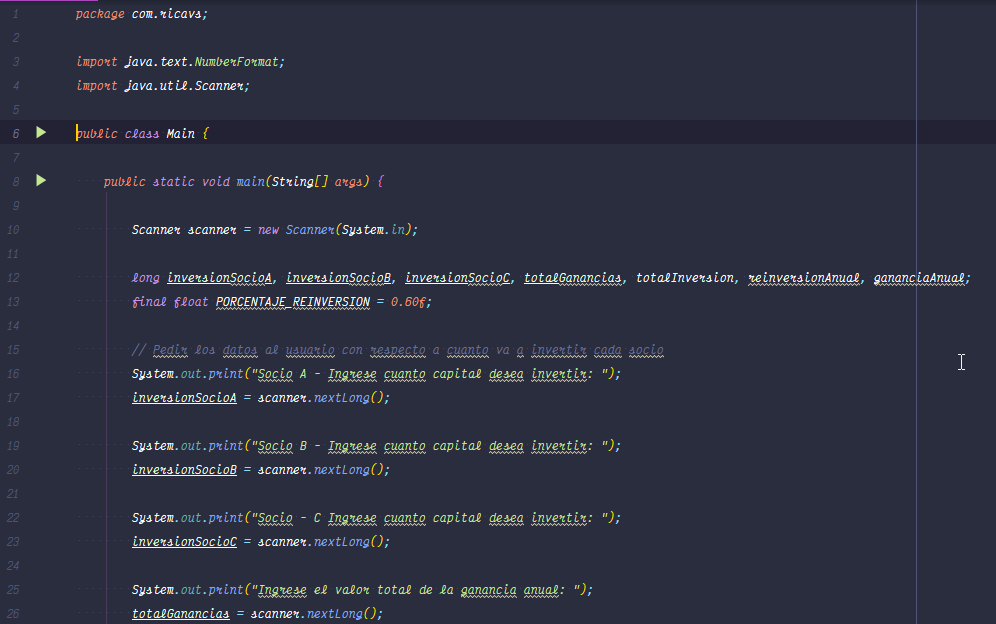 1 package com.ricavs;
2
3 import java.text.NumberFormat;
4 import java.util.Scanner;
5
6 public class Main {
7
8 public static void main(String[] args) {
9
10 Scanner scanner = new Scanner(System.in);
11
12 long inversionSocioA, inversionSocioB, inversionSocioC, totalGanancias, totalInversion, reinversionAnual, gananciaAnual;
13 final float PORCENTAJE_REINVERSION = 0.60f;
14
15 // Pedir los datos al usuario con respecto a cuanto va a invertir cada socio
16 System.out.print("Socio A - Ingrese cuanto capital desea invertir: ");
17 inversionSocioA = scanner.nextLong();
18
19 System.out.print("Socio B - Ingrese cuanto capital desea invertir: ");
20 inversionSocioB = scanner.nextLong();
21
22 System.out.print("Socio - C Ingrese cuanto capital desea invertir: ");
23 inversionSocioC = scanner.nextLong();
24
25 System.out.print("Ingrese el valor total de la ganancia anual: ");
26 totalGanancias = scanner.nextLong();